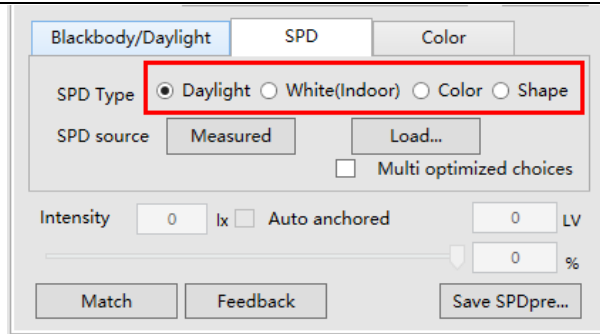 Blackbody/Daylight SPD Color
SPD Type Daylight White(Indoor) Color Shape
SPD source Measured Load...
Multi optimized choices
Intensity 0 lx Auto anchored 0 LV
0 %
Match Feedback Save SPDpre...